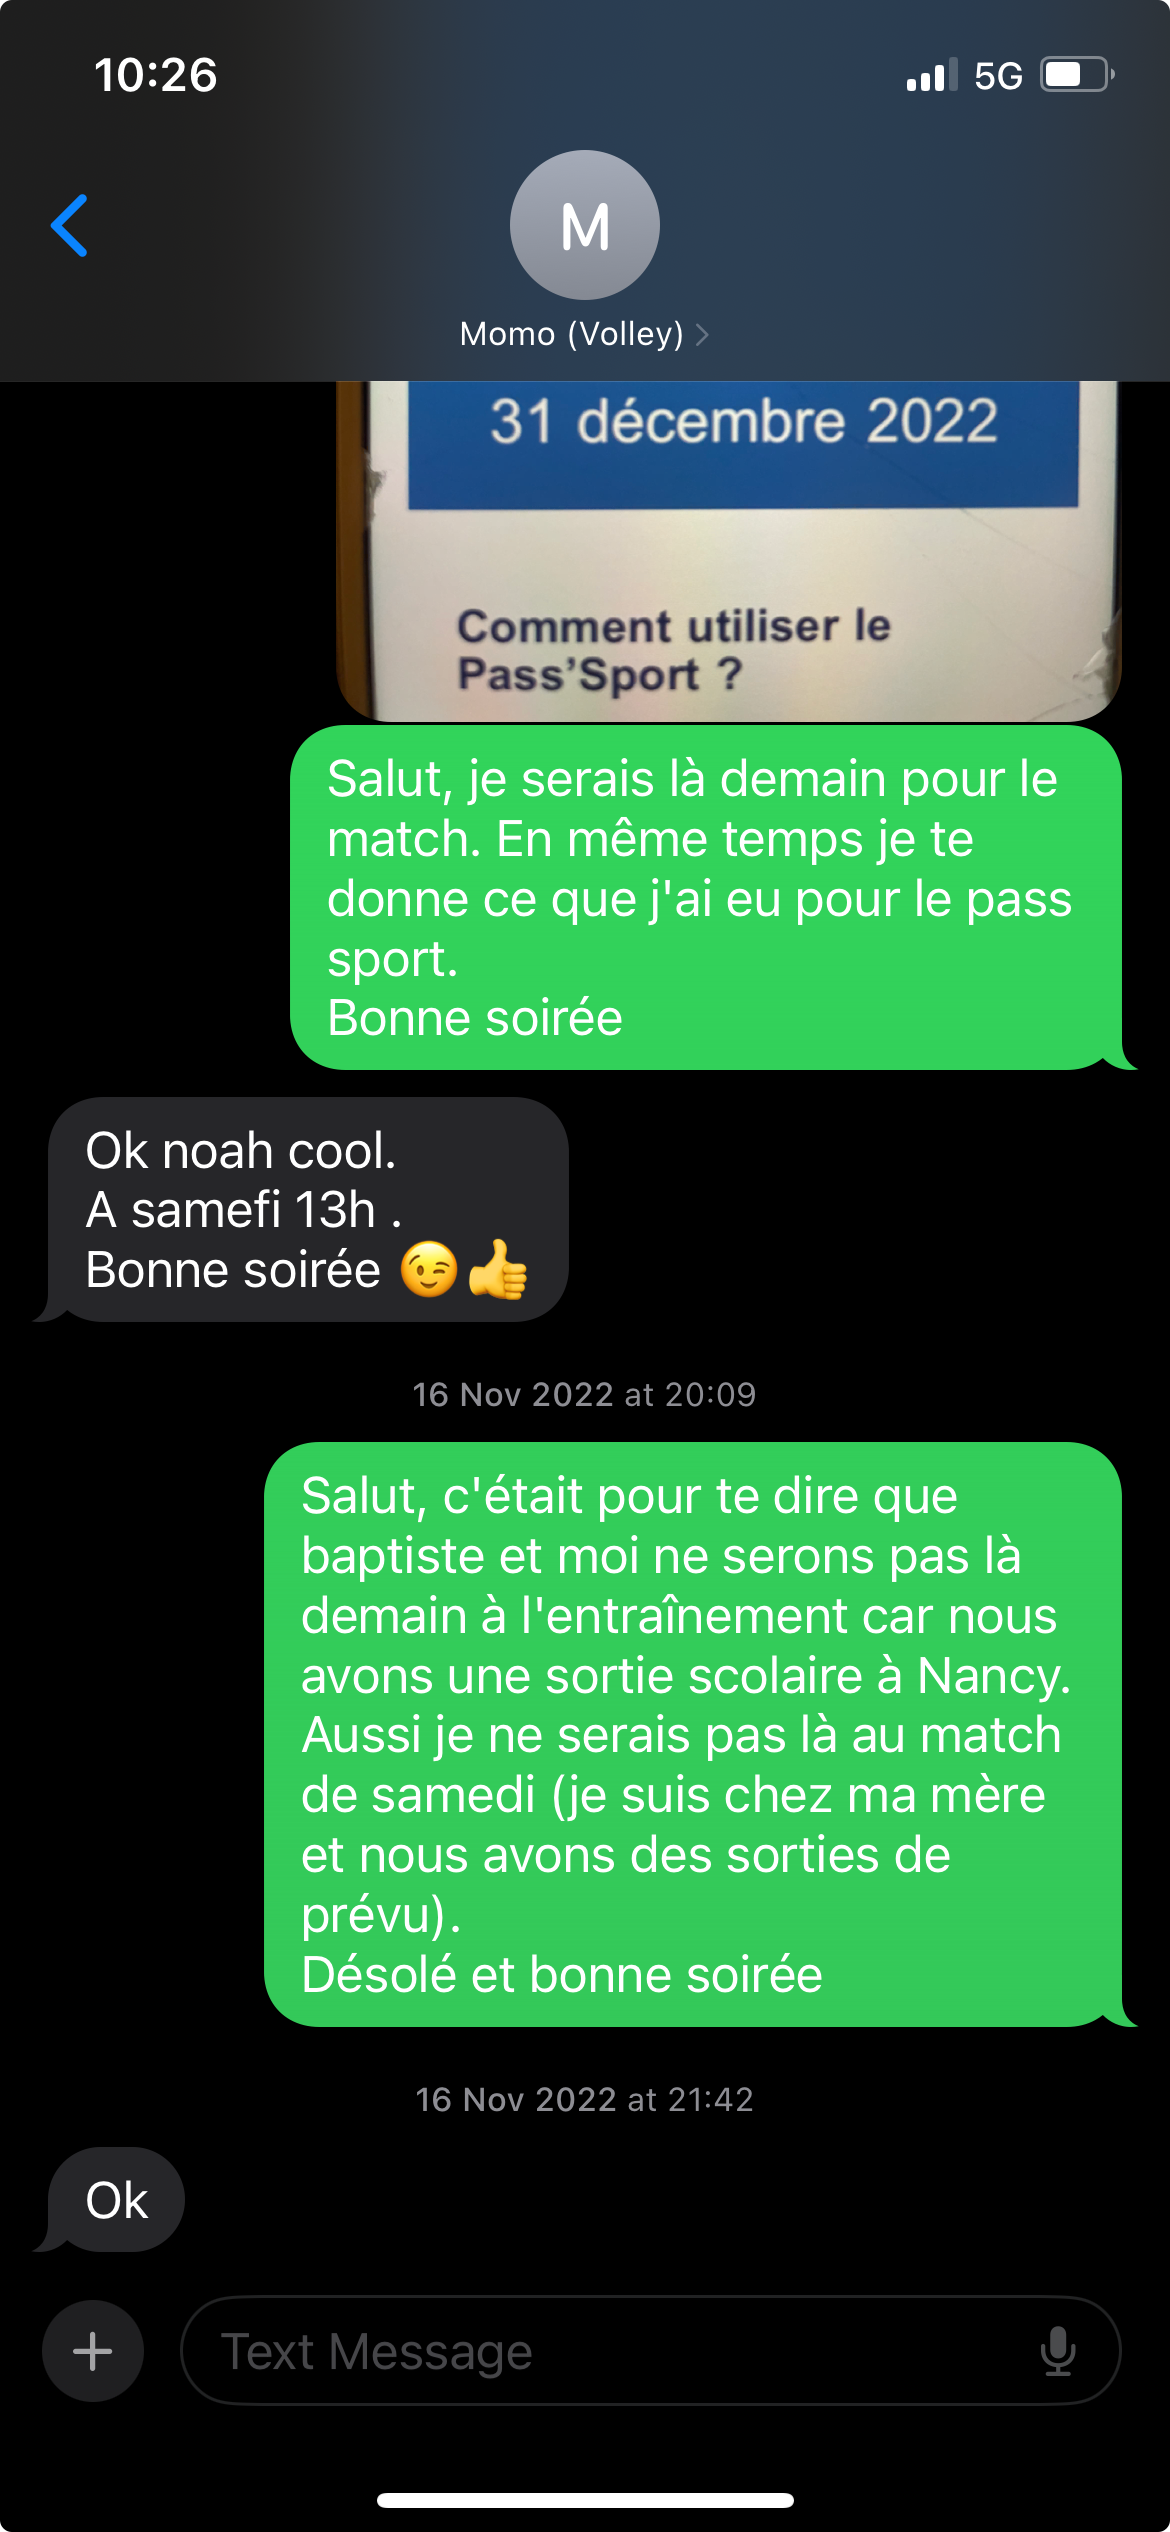 10:26
5G
M
Momo (Volley)
31 décembre 2022
Comment utiliser le
Pass’Sport ?
Salut, je serais là demain pour le
match. En même temps je te
donne ce que j'ai eu pour le pass
sport.
Bonne soirée
Ok noah cool.
A samefi 13h .
Bonne soirée 😉👍
16 Nov 2022 at 20:09
Salut, c'était pour te dire que
baptiste et moi ne serons pas là
demain à l'entraînement car nous
avons une sortie scolaire à Nancy.
Aussi je ne serais pas là au match
de samedi (je suis chez ma mère
et nous avons des sorties de
prévu).
Désolé et bonne soirée
16 Nov 2022 at 21:42
Ok
Text Message